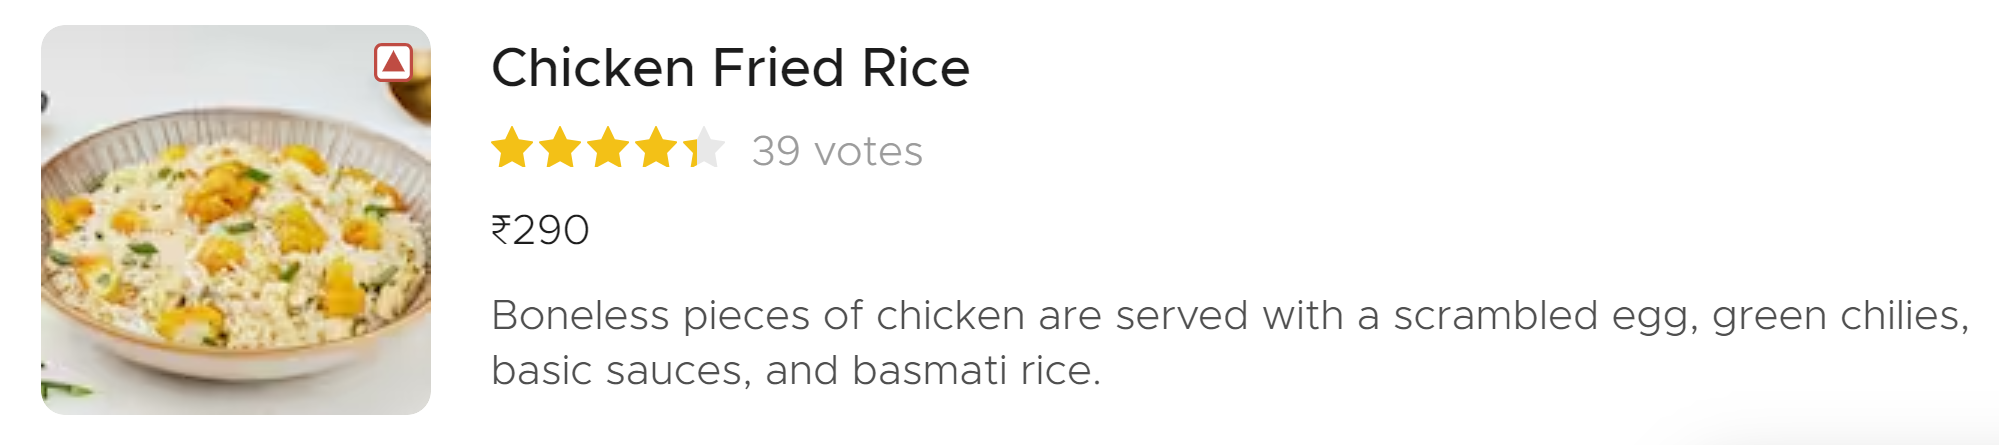 Chicken Fried Rice
39 votes
₹290
Boneless pieces of chicken are served with a scrambled egg, green chilies,
basic sauces, and basmati rice.